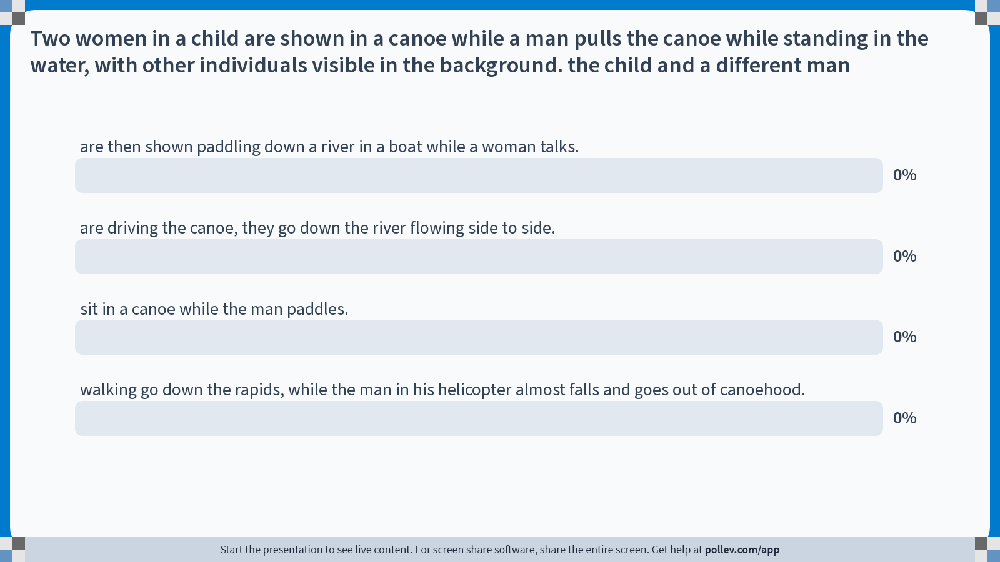 Two women in a child are shown in a canoe while a man pulls the canoe while standing in the
water, with other individuals visible in the background. the child and a different man
are then shown paddling down a river in a boat while a woman talks.
0%
are driving the canoe, they go down the river flowing side to side.
0%
sit in a canoe while the man paddles.
0%
walking go down the rapids, while the man in his helicopter almost falls and goes out of canoehood.
0%
Start the presentation to see live content. For screen share software, share the entire screen. Get help at pollev.com/app